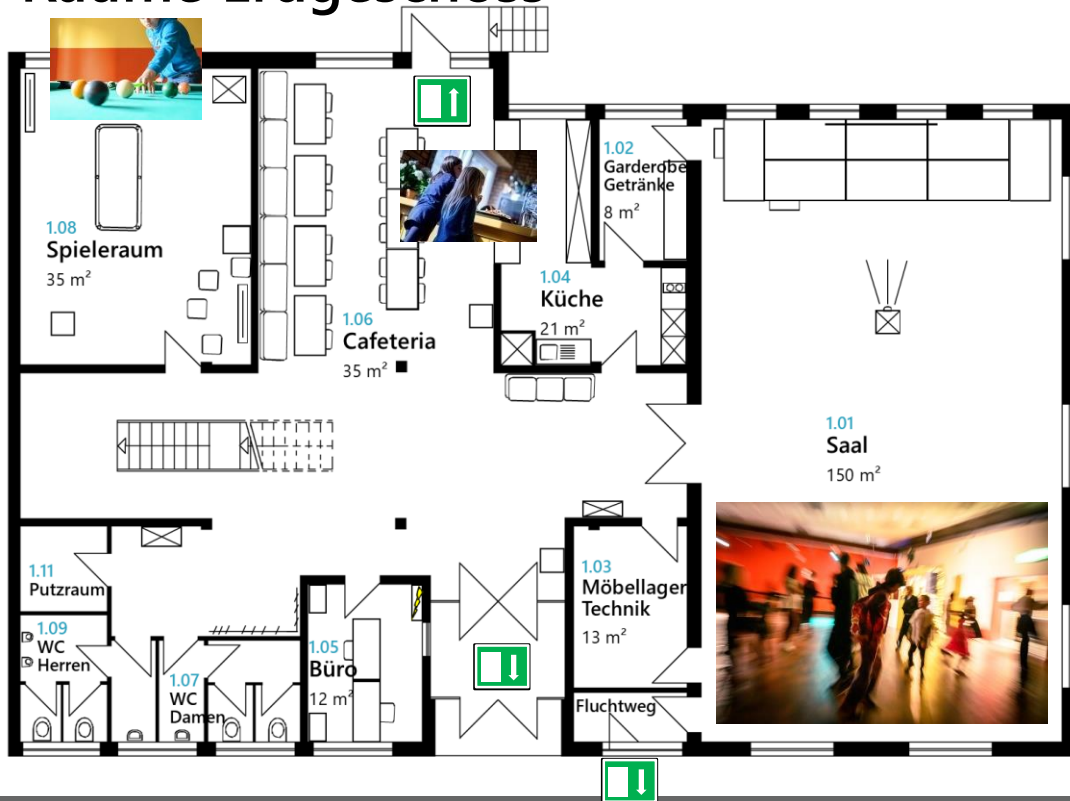 Räume Erdgeschoss
1.08
Spieleraum
35 m²
1.06
Cafeteria
35 m²
1.02
Garderobe
Getränke
8 m²
1.04
Küche
21 m²
1.01
Saal
150 m²
1.11
Putzraum
1.09
WC
Herren
1.07
WC
Damen
1.05
Büro
12 m²
1.03
Möbellager
Technik
13 m²
Fluchtweg